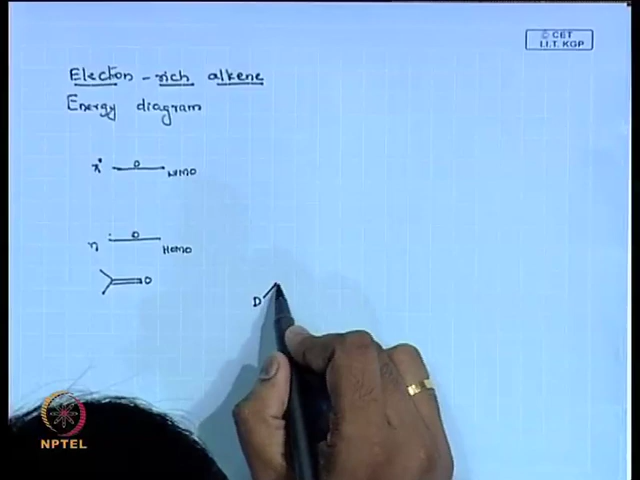 © CET
I.I.T. KGP
Electron - rich alkene
Energy diagram
π* O LUMO
n O HOMO
O
D
NPTEL